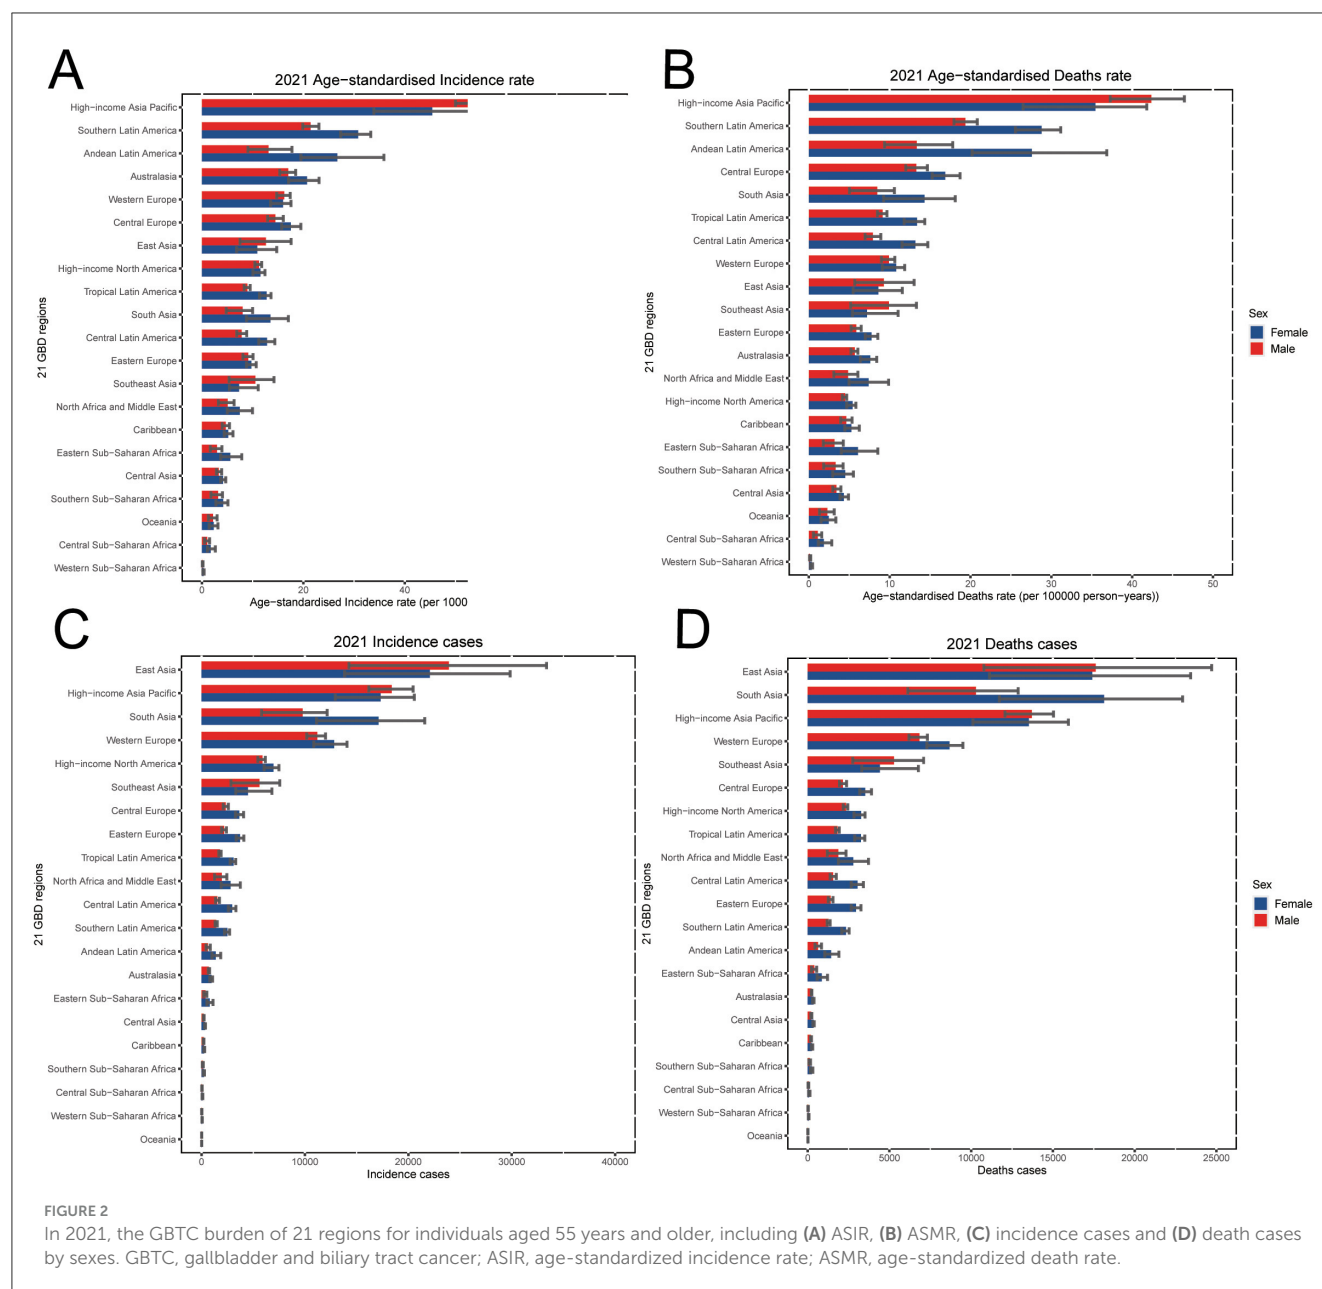 A
2021 Age−standardised Incidence rate
21 GBD regions
High−income Asia Pacific
Southern Latin America
Andean Latin America
Australasia
Western Europe
Central Europe
East Asia
High−income North America
Tropical Latin America
South Asia
Central Latin America
Eastern Europe
Southeast Asia
North Africa and Middle East
Caribbean
Eastern Sub−Saharan Africa
Central Asia
Southern Sub−Saharan Africa
Oceania
Central Sub−Saharan Africa
Western Sub−Saharan Africa
0 20 40
Age−standardised Incidence rate (per 1000
B
2021 Age−standardised Deaths rate
21 GBD regions
High−income Asia Pacific
Southern Latin America
Andean Latin America
Central Europe
South Asia
Tropical Latin America
Central Latin America
Western Europe
East Asia
Southeast Asia
Eastern Europe
Australasia
North Africa and Middle East
High−income North America
Caribbean
Eastern Sub−Saharan Africa
Southern Sub−Saharan Africa
Central Asia
Oceania
Central Sub−Saharan Africa
Western Sub−Saharan Africa
0 10 20 30 40 50
Age−standardised Deaths rate (per 100000 person−years))
Sex
Female
Male
C
2021 Incidence cases
21 GBD regions
East Asia
High−income Asia Pacific
South Asia
Western Europe
High−income North America
Southeast Asia
Central Europe
Eastern Europe
Tropical Latin America
North Africa and Middle East
Central Latin America
Southern Latin America
Andean Latin America
Australasia
Eastern Sub−Saharan Africa
Central Asia
Caribbean
Southern Sub−Saharan Africa
Central Sub−Saharan Africa
Western Sub−Saharan Africa
Oceania
0 10000 20000 30000 40000
Incidence cases
D
2021 Deaths cases
21 GBD regions
East Asia
South Asia
High−income Asia Pacific
Western Europe
Southeast Asia
Central Europe
High−income North America
Tropical Latin America
North Africa and Middle East
Central Latin America
Eastern Europe
Southern Latin America
Andean Latin America
Eastern Sub−Saharan Africa
Australasia
Central Asia
Caribbean
Southern Sub−Saharan Africa
Central Sub−Saharan Africa
Western Sub−Saharan Africa
Oceania
0 5000 10000 15000 20000 25000
Deaths cases
Sex
Female
Male
FIGURE 2
In 2021, the GBTC burden of 21 regions for individuals aged 55 years and older, including (A) ASIR, (B) ASMR, (C) incidence cases and (D) death cases
by sexes. GBTC, gallbladder and biliary tract cancer; ASIR, age-standardized incidence rate; ASMR, age-standardized death rate.